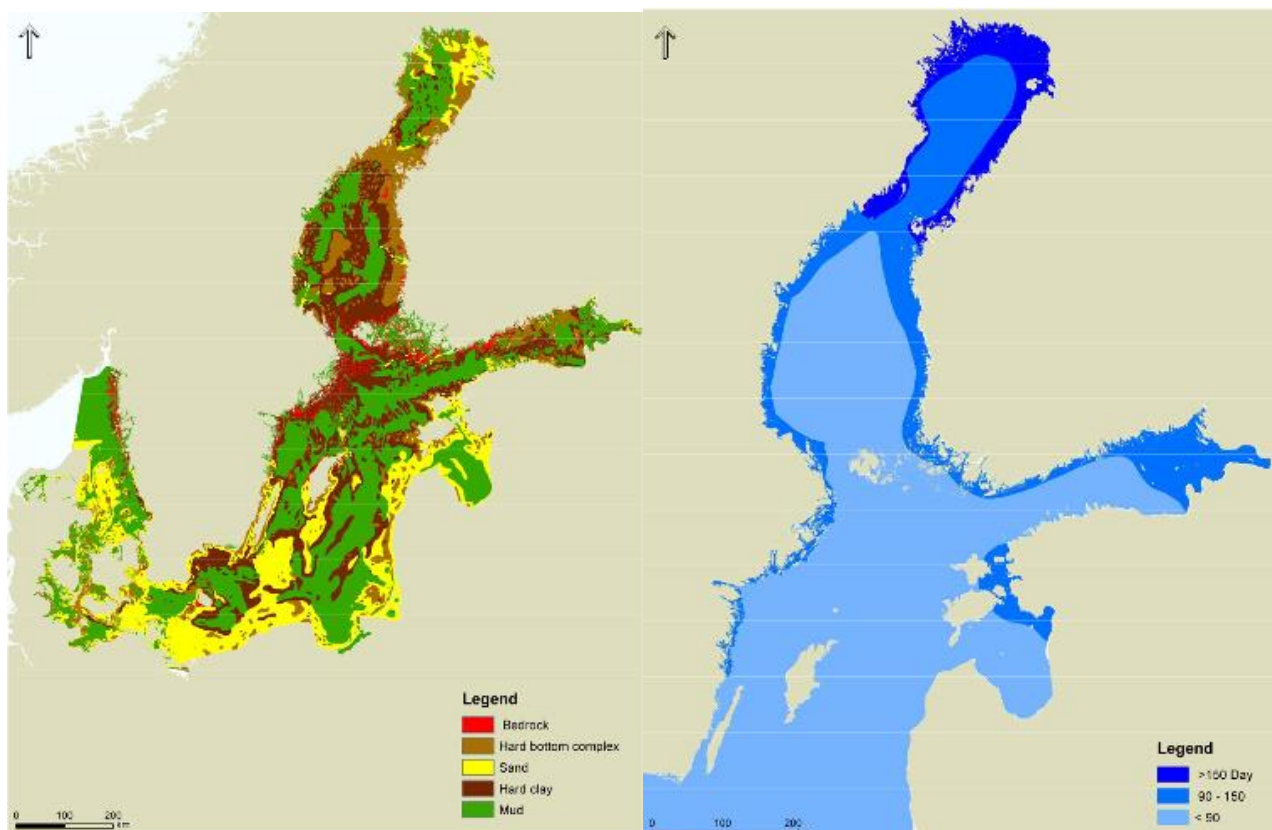 Legend
Bedrock
Hard bottom complex
Sand
Hard clay
Mud
0 100 200
km
Legend
>150 Day
90 - 150
< 90
0 100 200